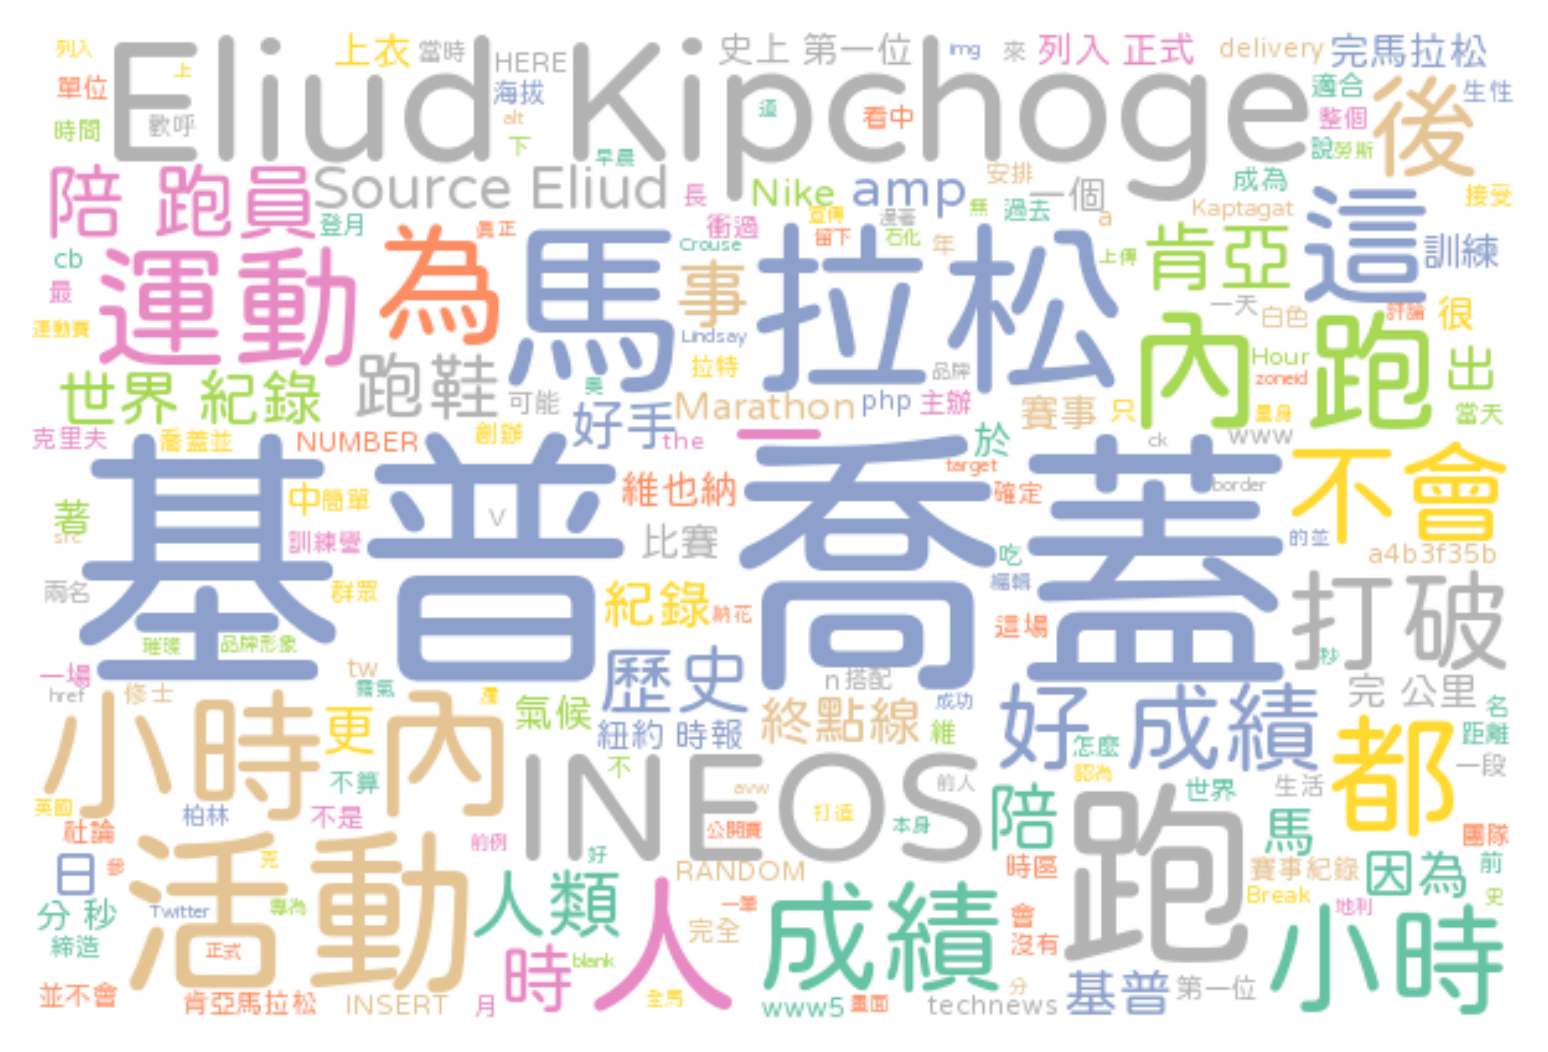 列入 上 上衣 當時 HERE 史上 第一位 img 來 列入 正式 delivery 完馬拉松
Eliud Kipchoge
單位 海拔 alt 道 看中 適合 生性
時間 歡呼 下 早晨 整個 後
說 勞斯
陪 跑員 Source Eliud 長 Nike amp 安排 一個 成為 接受
登月 真正 衝過 宣傳 留下 無 過去 a Kaptagat 這
cb 運動 為 馬拉松 Crouse 事 石化 年 上傳 肯亞 訓練
最 一天 白色 評論 很
運動賽 Lindsay 內 跑
世界 紀錄 跑鞋 可能 奧 拉特 品牌 Hour zoneid 出
好手 Marathon php 主辦 賽事 只 量身 當天
克里夫 喬蓋並 NUMBER 創辦 the 一 於 ck www
基普喬蓋 target border 不會
中 簡單 維也納 確定
著 src 訓練營 V 比賽 吃 的並 a4b3f35b
兩名 群眾 紀錄 納花 編輯 打破
璀璨 品牌形象 這場 秒
一場 tw 歷史 n 搭配 完 公里
href 修士 霧氣 還 成功 名
小時 內 更 氣候 紐約 時報 終點線 維 好 成績 怎麼 距離
不算 不 認為 都 一段
英國 柏林 不是 INEOS avw 打造 前人 陪 跑 世界 生活
社論 前例 公開賽 本身 馬 團隊
活動 克 好 RANDOM 時區 賽事紀錄 因為 前
日 參 人類 人 一筆 成績 會 Break 地利 史
分 秒 Twitter 專為 完全 小時
締造 正式 時 blank 沒有
並不會 肯亞馬拉松 INSERT 月 全馬 www5 畫面 technews 分 基普 第一位